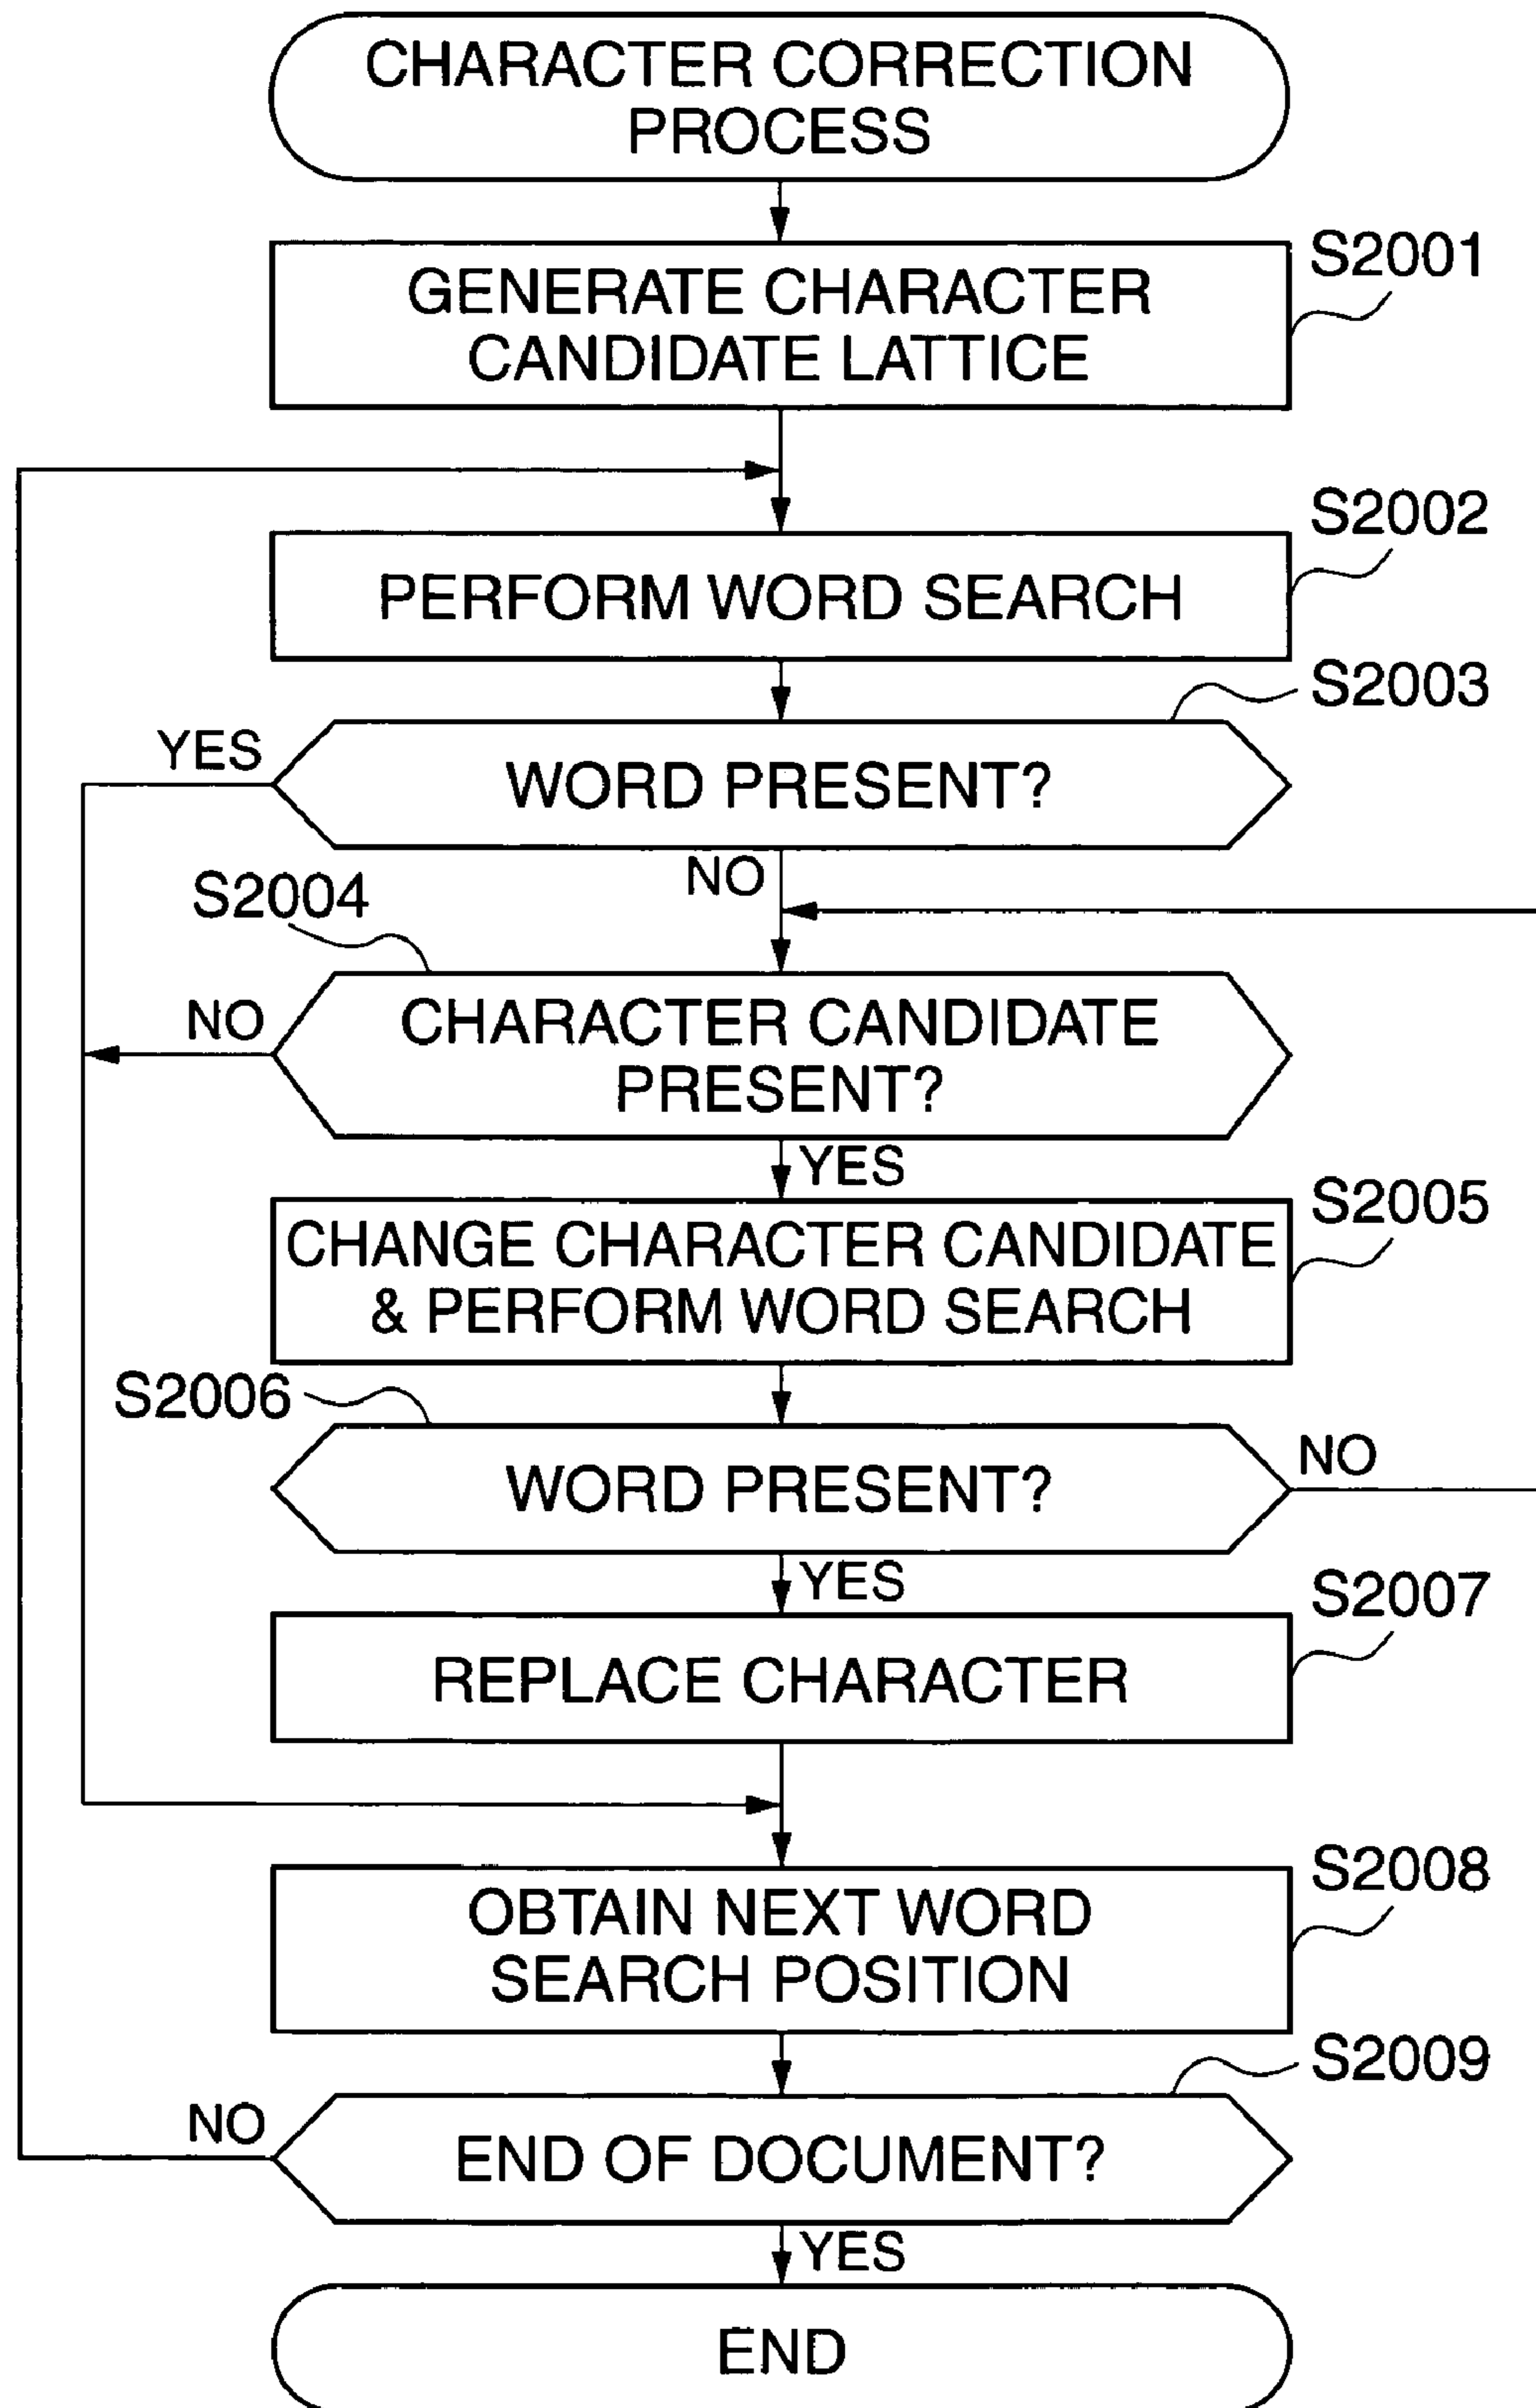 CHARACTER CORRECTION
PROCESS
S2001
GENERATE CHARACTER
CANDIDATE LATTICE
S2002
PERFORM WORD SEARCH
S2003
YES
WORD PRESENT?
NO
S2004
NO
CHARACTER CANDIDATE
PRESENT?
YES
S2005
CHANGE CHARACTER CANDIDATE
& PERFORM WORD SEARCH
S2006
WORD PRESENT?
NO
YES
S2007
REPLACE CHARACTER
S2008
OBTAIN NEXT WORD
SEARCH POSITION
S2009
NO
END OF DOCUMENT?
YES
END